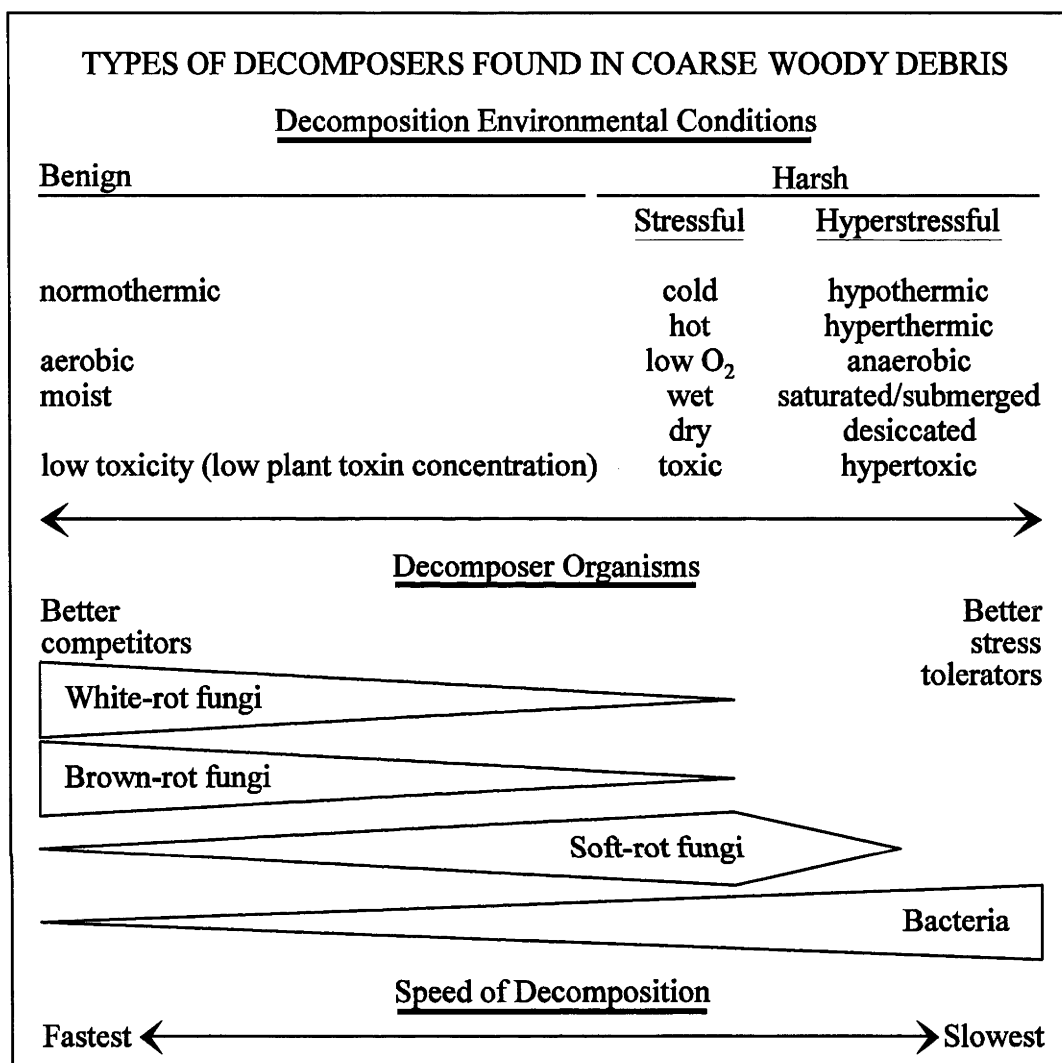 TYPES OF DECOMPOSERS FOUND IN COARSE WOODY DEBRIS
Decomposition Environmental Conditions
Benign Harsh
Stressful Hyperstressful
normothermic cold hypothermic
hot hyperthermic
aerobic low O₂ anaerobic
moist wet saturated/submerged
dry desiccated
low toxicity (low plant toxin concentration) toxic hypertoxic
Decomposer Organisms
Better Better
competitors stress
tolerators
White-rot fungi
Brown-rot fungi
Soft-rot fungi
Bacteria
Speed of Decomposition
Fastest Slowest